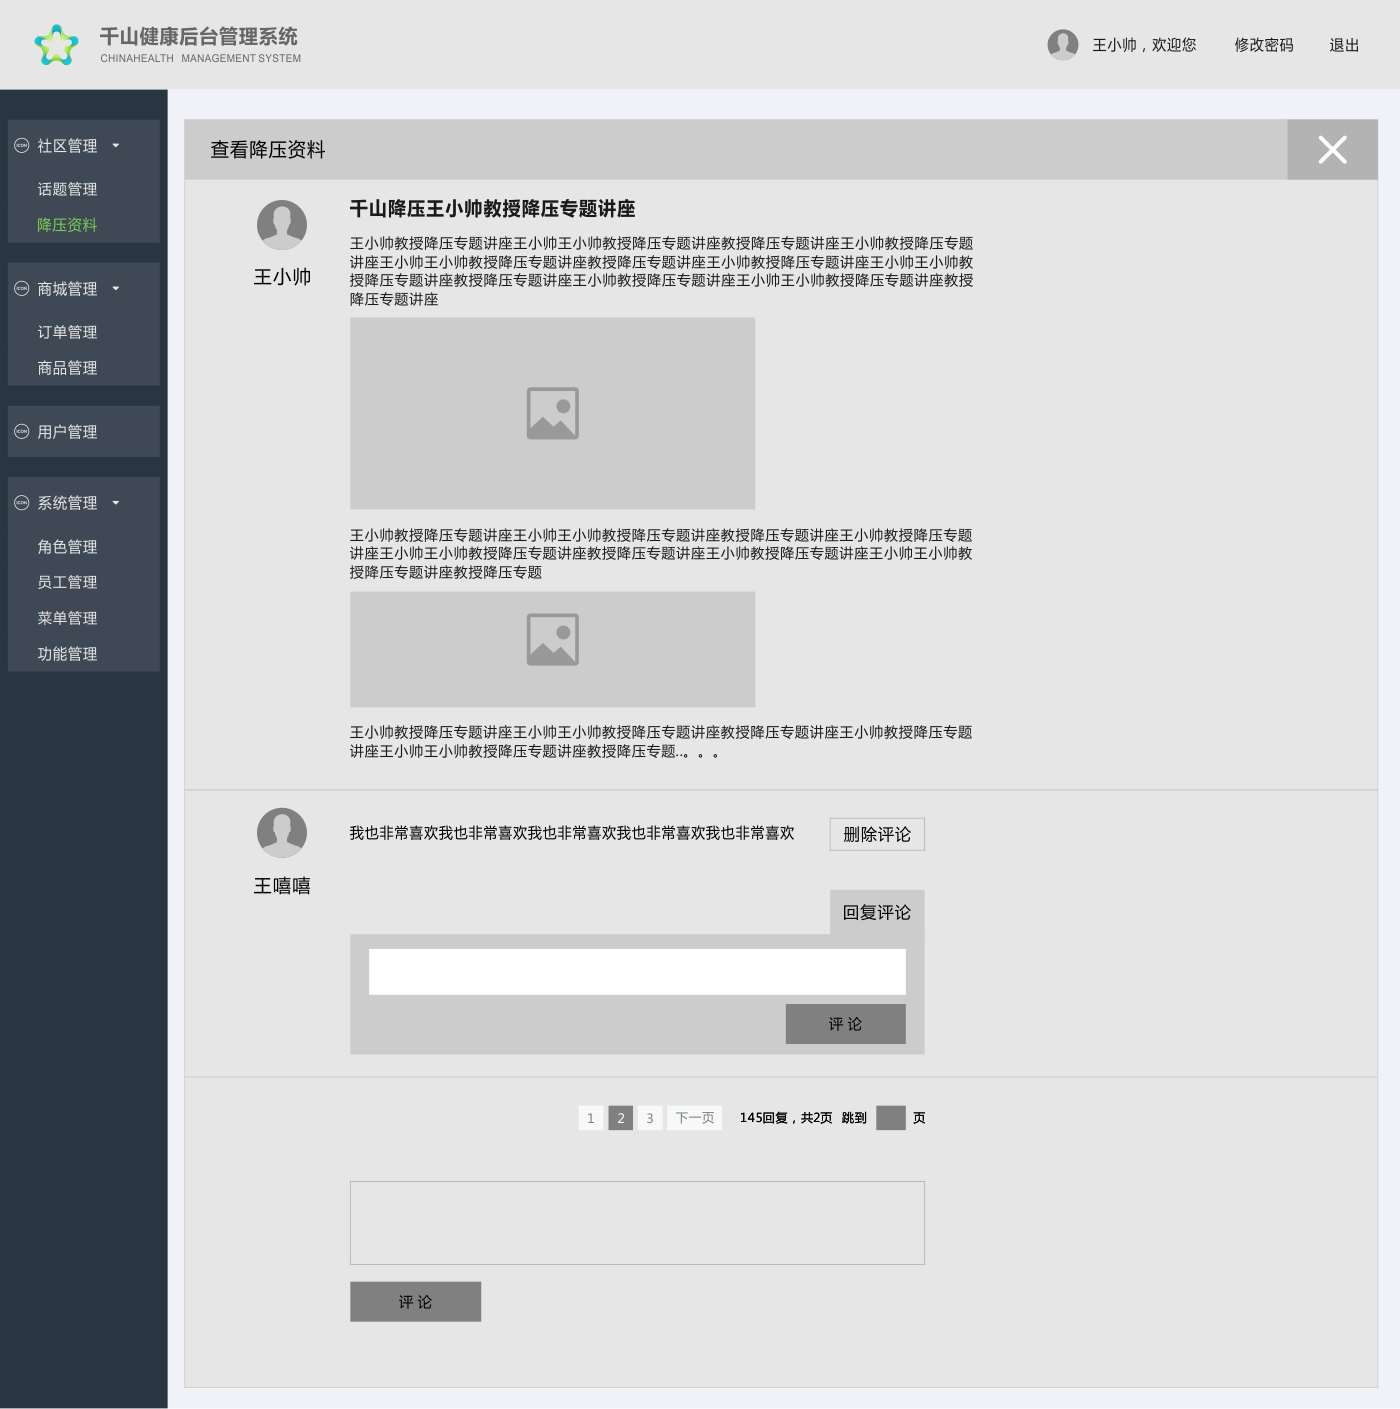 千山健康后台管理系统
CHINAHEALTH MANAGEMENT SYSTEM
王小帅，欢迎您
修改密码
退出
ICON 社区管理
话题管理
降压资料
ICON 商城管理
订单管理
商品管理
ICON 用户管理
ICON 系统管理
角色管理
员工管理
菜单管理
功能管理
查看降压资料
王小帅
千山降压王小帅教授降压专题讲座
王小帅教授降压专题讲座王小帅王小帅教授降压专题讲座教授降压专题讲座王小帅教授降压专题
讲座王小帅王小帅教授降压专题讲座教授降压专题讲座王小帅教授降压专题讲座王小帅王小帅教
授降压专题讲座教授降压专题讲座王小帅教授降压专题讲座王小帅王小帅教授降压专题讲座教授
降压专题讲座
王小帅教授降压专题讲座王小帅王小帅教授降压专题讲座教授降压专题讲座王小帅教授降压专题
讲座王小帅王小帅教授降压专题讲座教授降压专题讲座王小帅教授降压专题讲座王小帅王小帅教
授降压专题讲座教授降压专题
王小帅教授降压专题讲座王小帅王小帅教授降压专题讲座教授降压专题讲座王小帅教授降压专题
讲座王小帅王小帅教授降压专题讲座教授降压专题..。。。
王嘻嘻
我也非常喜欢我也非常喜欢我也非常喜欢我也非常喜欢我也非常喜欢
删除评论
回复评论
评 论
1 2 3 下一页 145回复，共2页 跳到 页
评 论